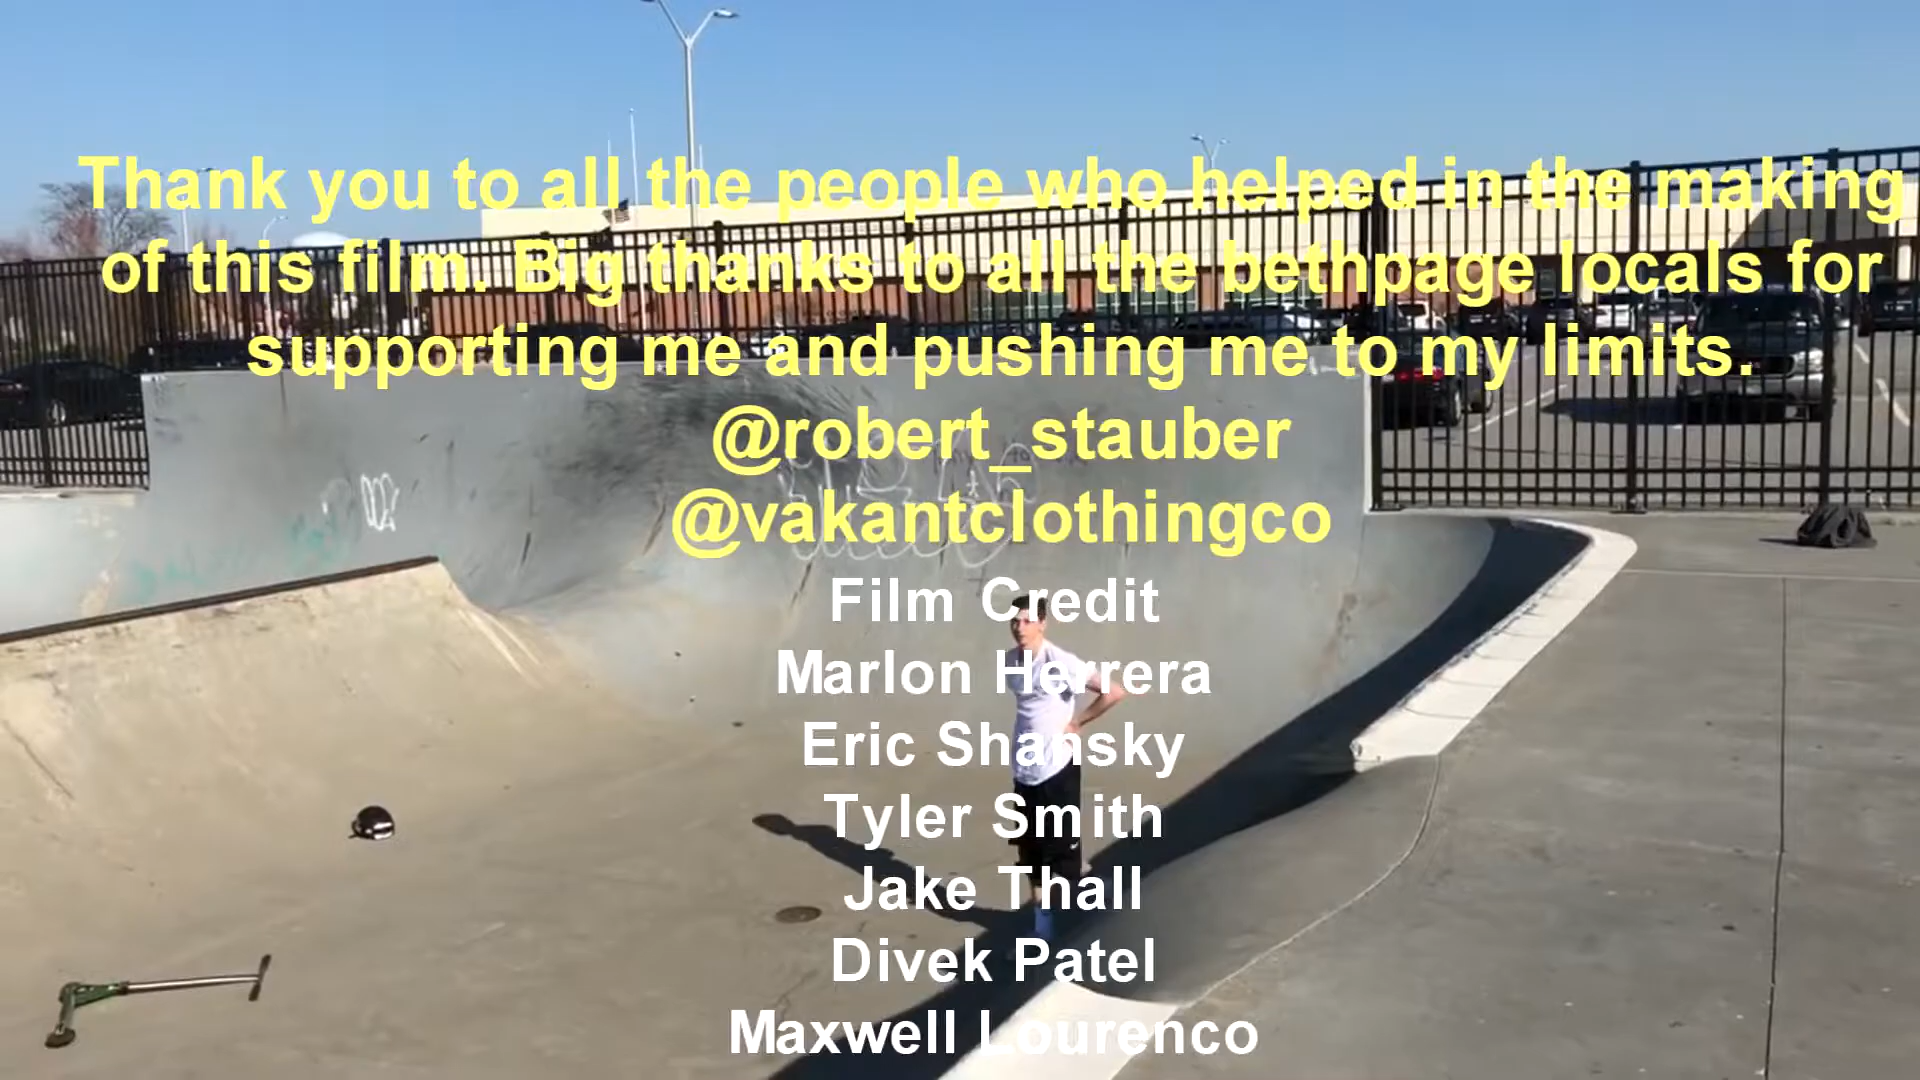 Thank you to all the people who helped in the making
of this film. Big thanks to all the bethpage locals for
supporting me and pushing me to my limits.
@robert_stauber
@vakantclothingco
Film Credit
Marlon Herrera
Eric Shansky
Tyler Smith
Jake Thall
Divek Patel
Maxwell Lourenco